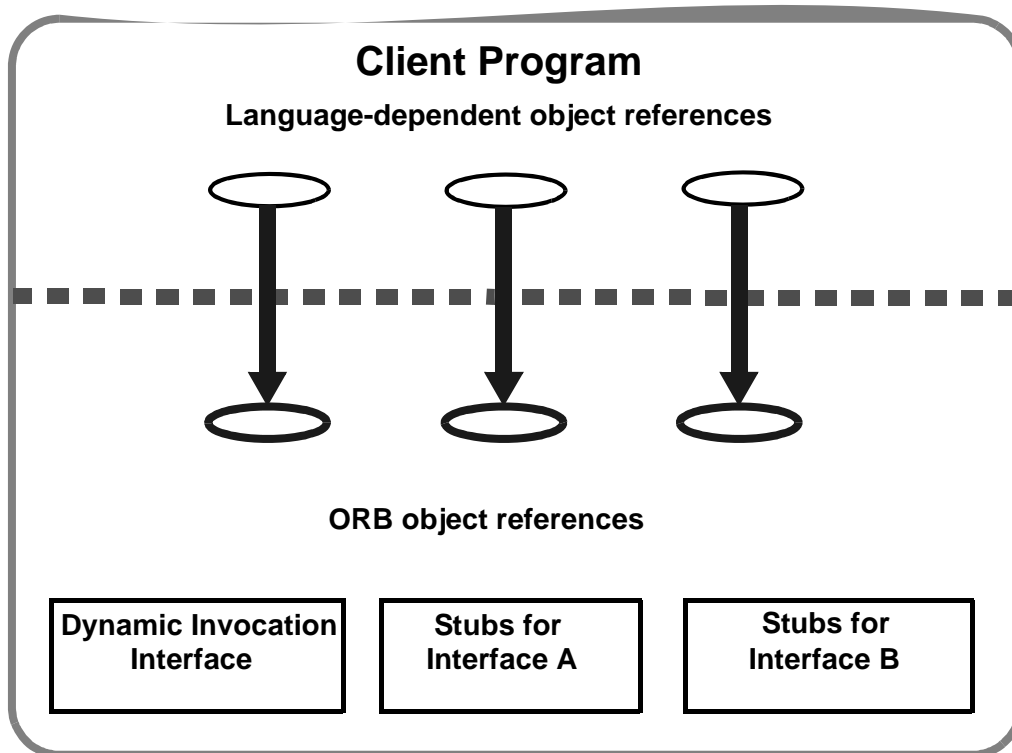 Client Program
Language-dependent object references
ORB object references
Dynamic Invocation
Interface
Stubs for
Interface A
Stubs for
Interface B